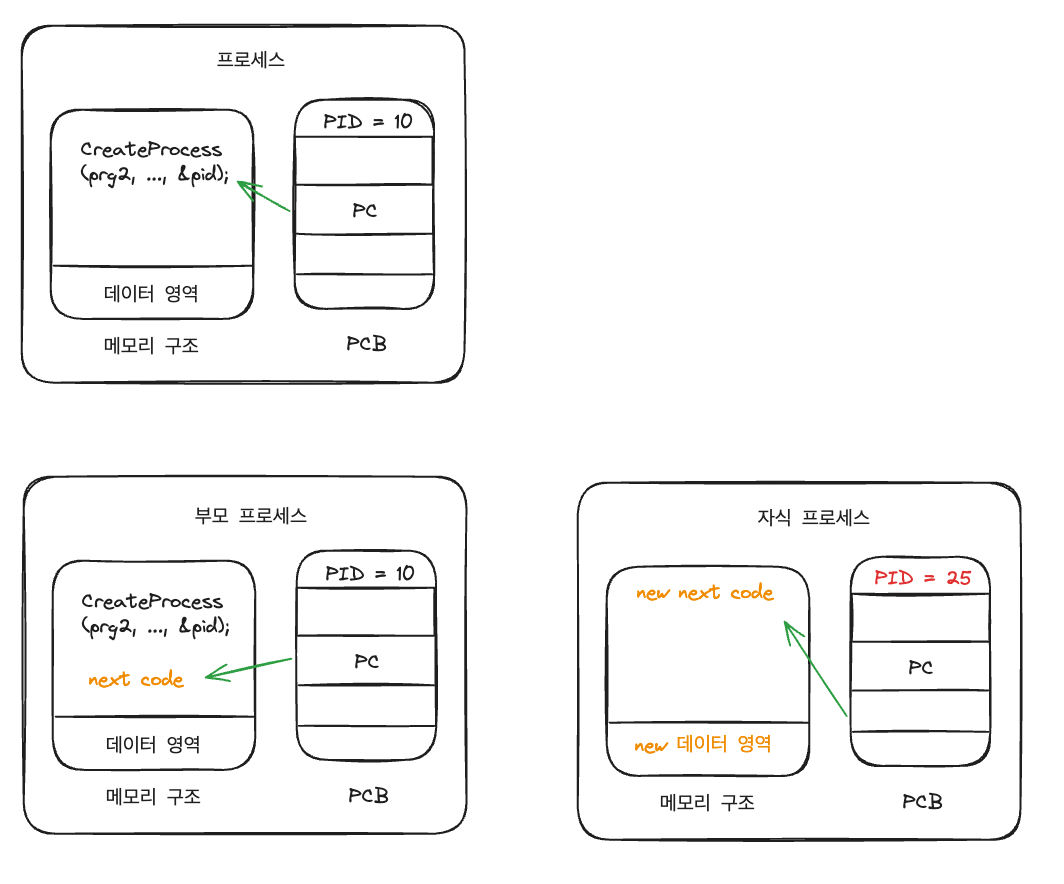 프로세스
CreateProcess
(prg2, ..., &pid);
데이터 영역
메모리 구조
PID = 10
PC
PCB
부모 프로세스
CreateProcess
(prg2, ..., &pid);
next code
데이터 영역
메모리 구조
PID = 10
PC
PCB
자식 프로세스
new next code
new 데이터 영역
메모리 구조
PID = 25
PC
PCB